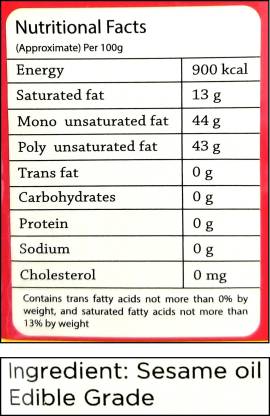 Nutritional Facts
(Approximate) Per 100g
Energy 900 kcal
Saturated fat 13 g
Mono unsaturated fat 44 g
Poly unsaturated fat 43 g
Trans fat 0 g
Carbohydrates 0 g
Protein 0 g
Sodium 0 g
Cholesterol 0 mg
Contains trans fatty acids not more than 0% by
weight, and saturated fatty acids not more than
13% by weight
Ingredient: Sesame oil
Edible Grade